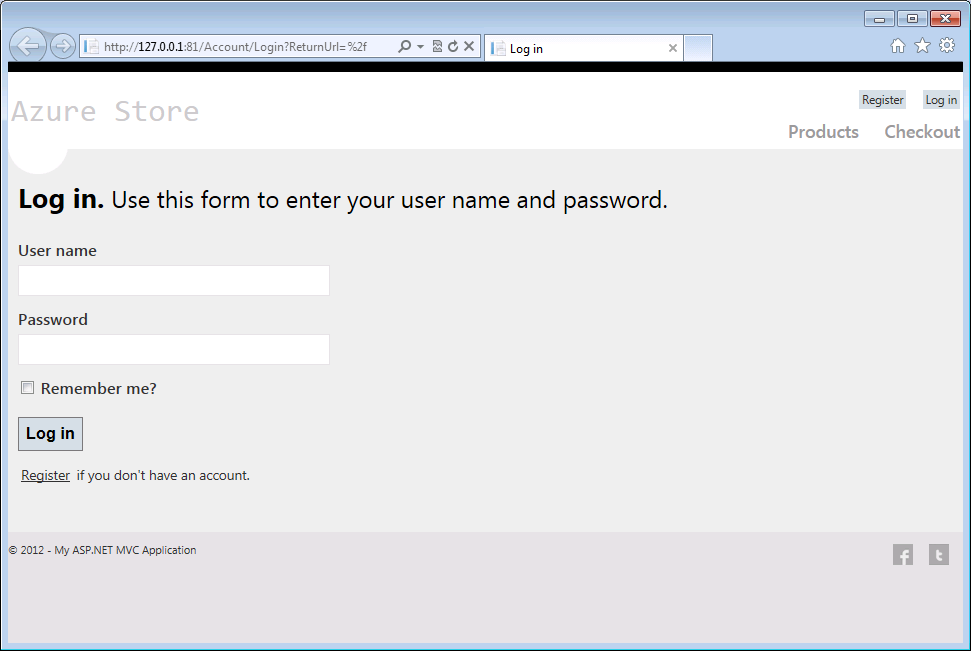 http://127.0.0.1:81/Account/Login?ReturnUrl=%2f
Log in
Azure Store
Register
Log in
Products
Checkout
Log in. Use this form to enter your user name and password.
User name
Password
Remember me?
Log in
Register if you don't have an account.
© 2012 - My ASP.NET MVC Application